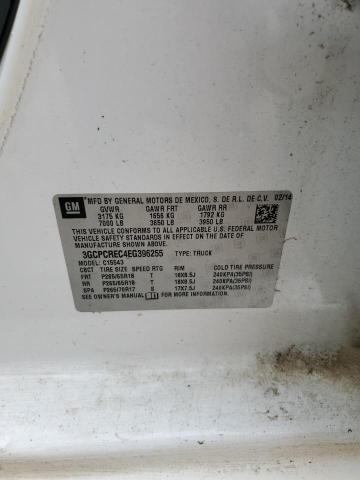 GM MFD BY GENERAL MOTORS DE MEXICO, S. DE R.L. DE C.V. 02/14
GVWR GAWR FRT GAWR RR
3175 KG 1656 KG 1792 KG
7000 LB 3650 LB 3950 LB
THIS VEHICLE CONFORMS TO ALL APPLICABLE U.S. FEDERAL MOTOR
VEHICLE SAFETY STANDARDS IN EFFECT ON THE DATE OF
MANUFACTURE SHOWN ABOVE.
3GCPCREC4EG396255 TYPE: TRUCK
MODEL: C15543
CBCT TIRE SIZE SPEED RTG RIM COLD TIRE PRESSURE
FRT P265/65R18 T 18X8.5J 240KPA(35PSI)
RR P265/65R18 T 18X8.5J 240KPA(35PSI)
SPA P265/70R17 S 17X7.5J 240KPA(35PSI)
SEE OWNER'S MANUAL FOR MORE INFORMATION.